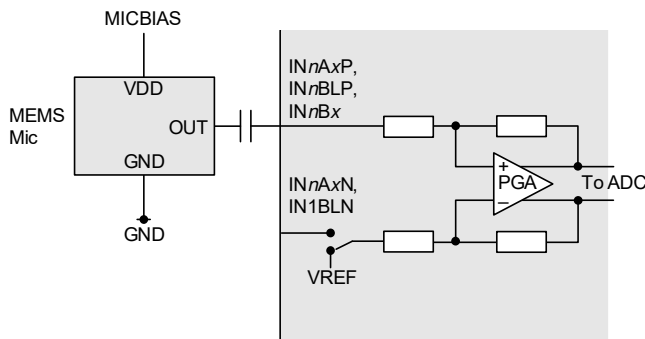 MICBIAS
VDD
MEMS
Mic
OUT
GND
GND
INnAxP,
INnBLP,
INnBx
INnAxN,
IN1BLN
VREF
+
PGA
−
To ADC